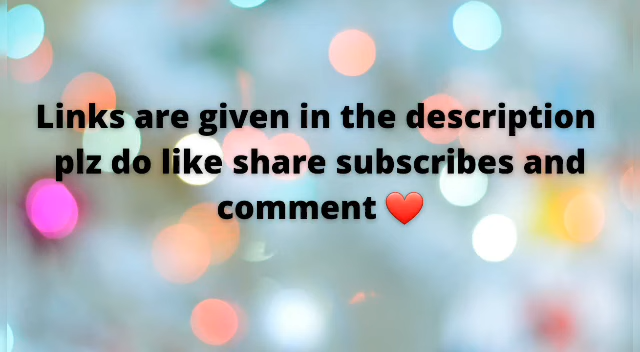 Links are given in the description
plz do like share subscribes and
comment ❤️